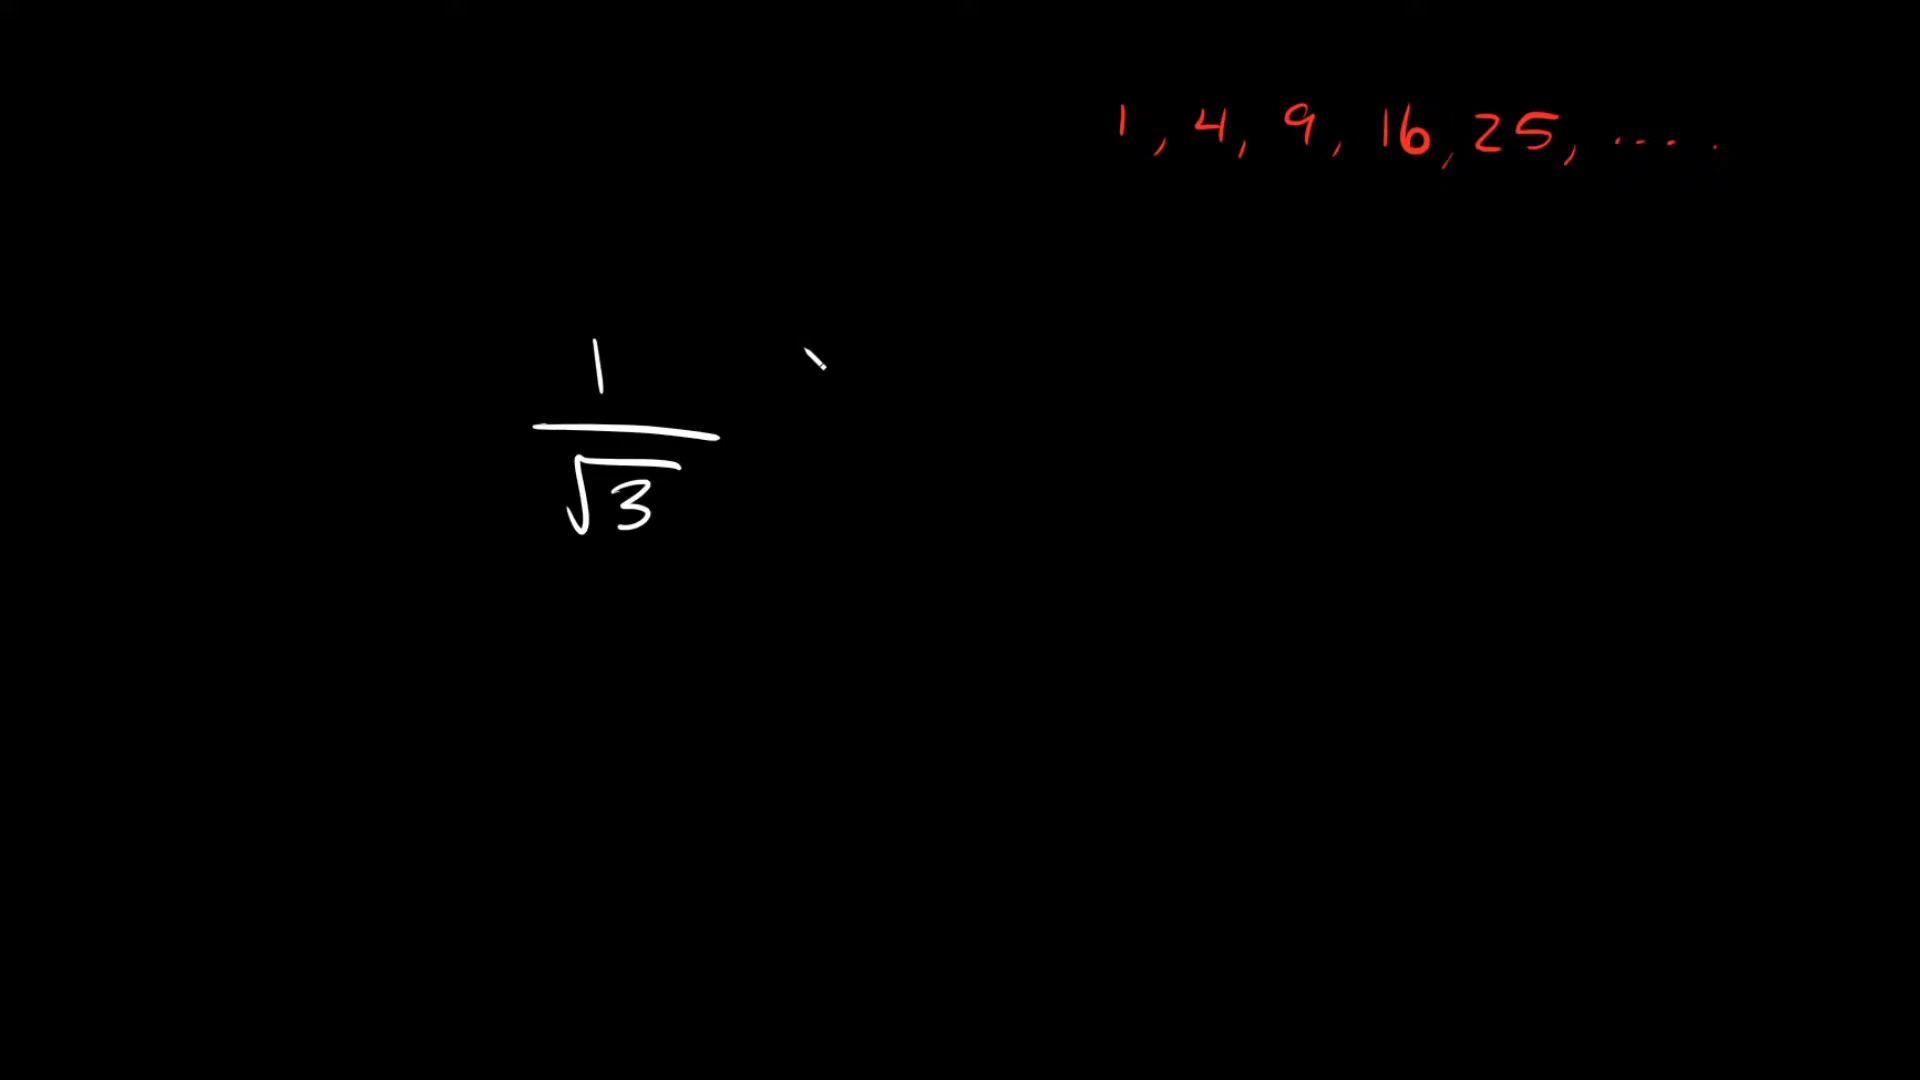 1, 4, 9, 16, 25, .....
1
√3